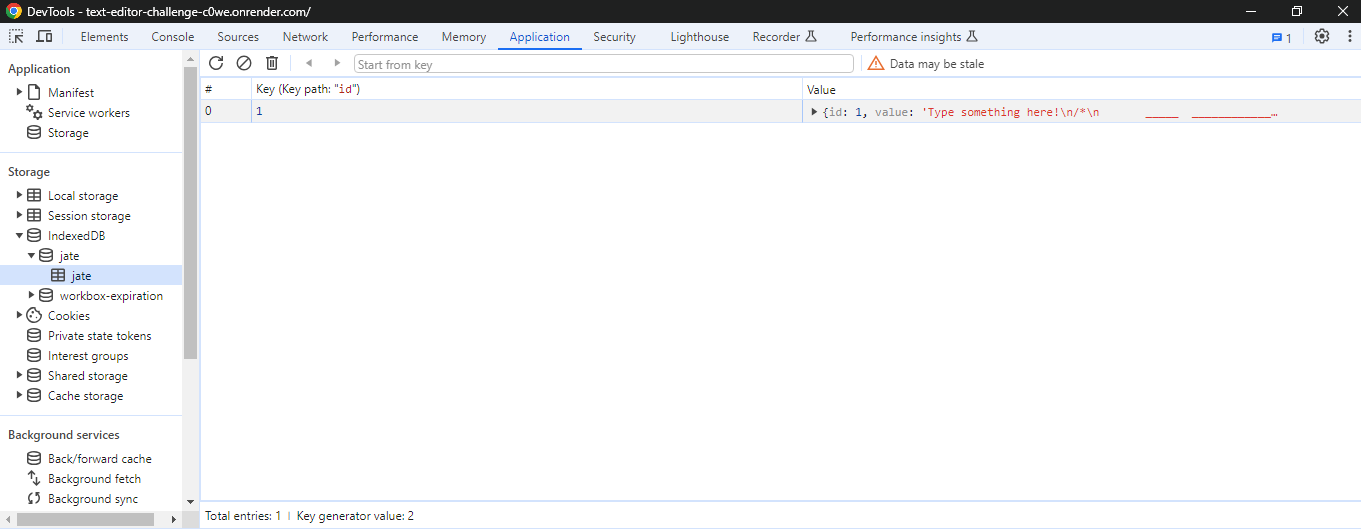 DevTools - text-editor-challenge-c0we.onrender.com/
Elements Console Sources Network Performance Memory Application Security Lighthouse Recorder Performance insights 1
Application
Manifest
Service workers
Storage
Storage
Local storage
Session storage
IndexedDB
jate
jate
workbox-expiration
Cookies
Private state tokens
Interest groups
Shared storage
Cache storage
Background services
Back/forward cache
Background fetch
Background sync
Start from key
Data may be stale
# Key (Key path: "id") Value
0 1 {id: 1, value: 'Type something here!\n/*\n _____ ____________…
Total entries: 1 Key generator value: 2